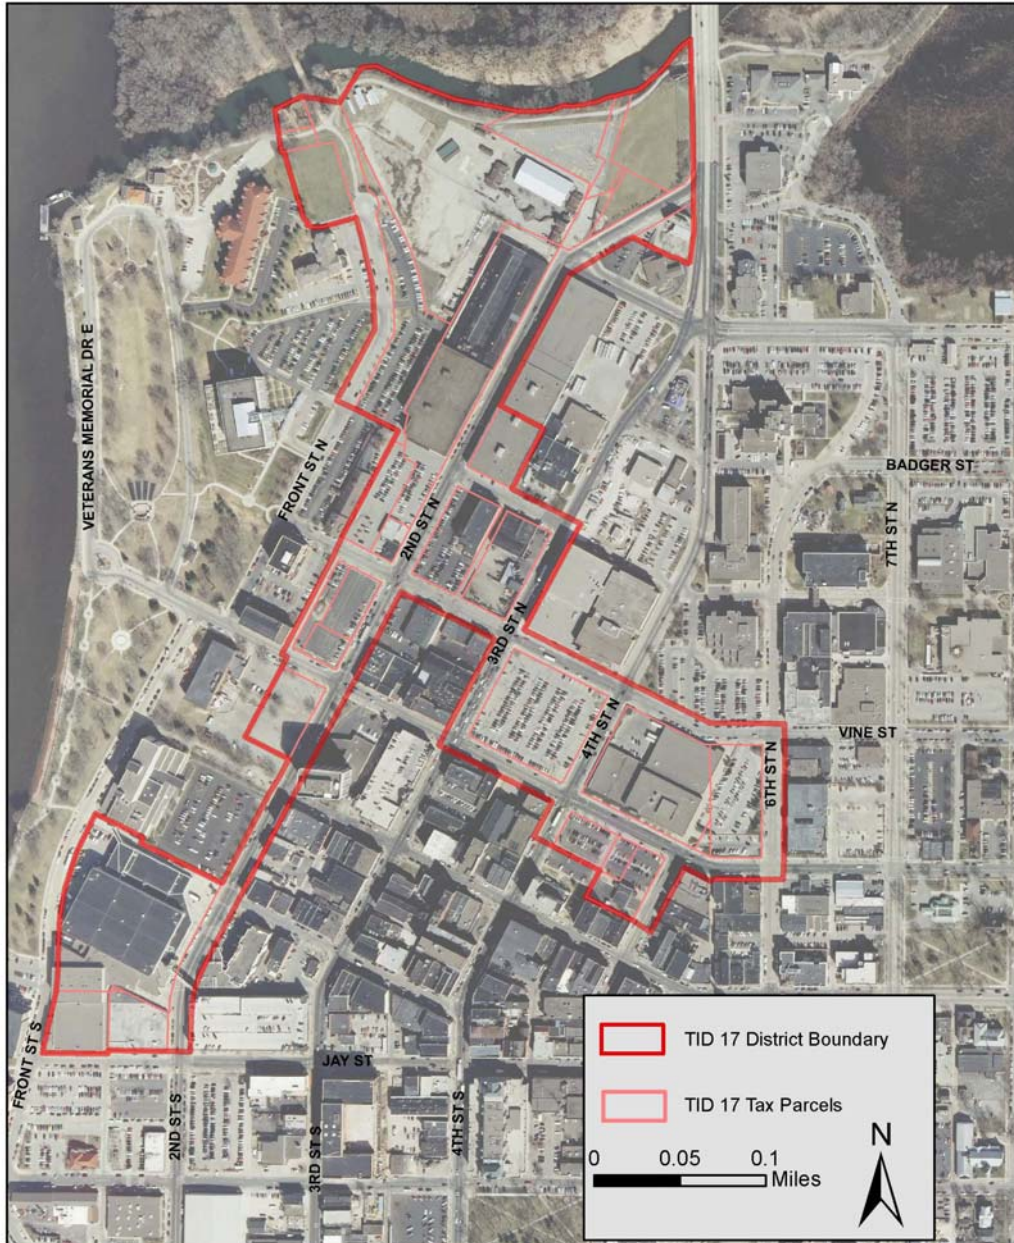 VETERANS MEMORIAL DR E
FRONT ST N
2ND ST N
BADGER ST
7TH ST N
3RD ST N
4TH ST N
6TH ST N
VINE ST
FRONT ST S
2ND ST S
JAY ST
3RD ST S
4TH ST S
TID 17 District Boundary
TID 17 Tax Parcels
N
0 0.05 0.1
Miles